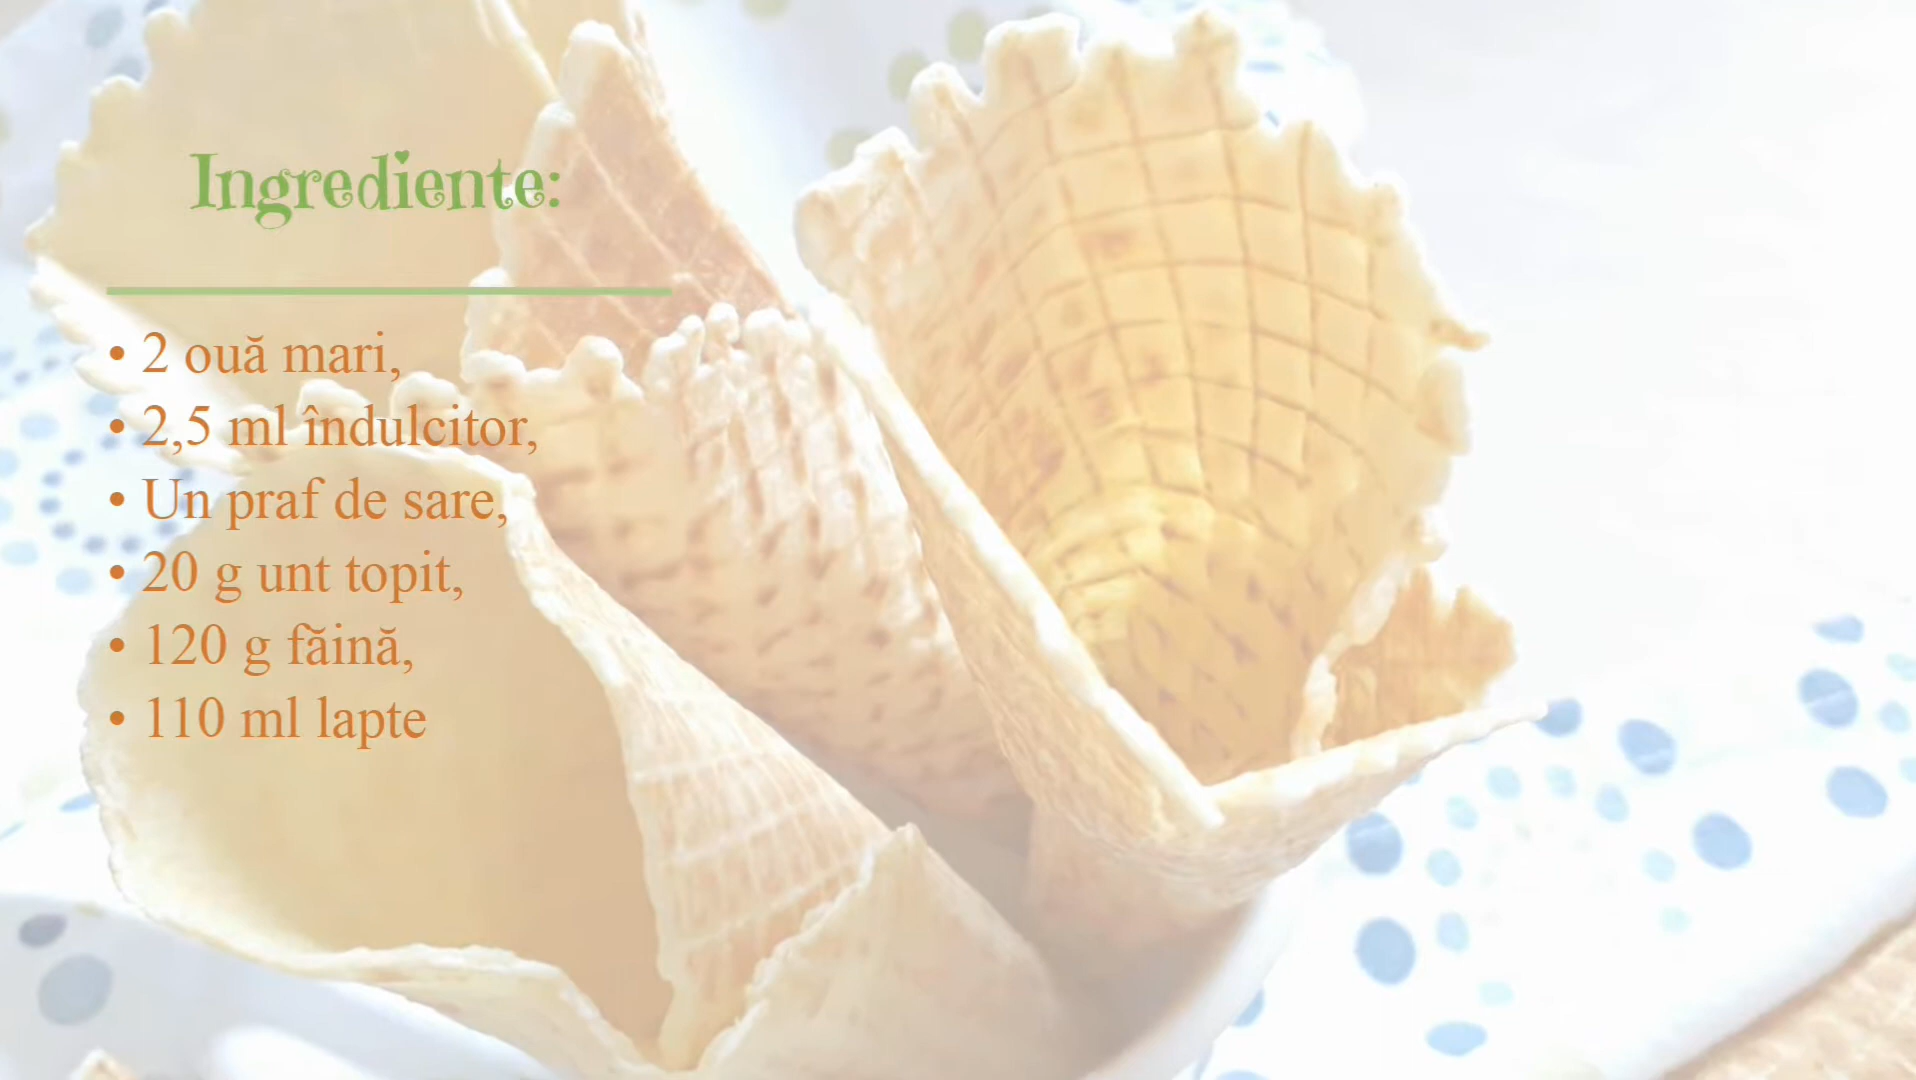 Ingrediente:
• 2 ouă mari,
• 2,5 ml îndulcitor,
• Un praf de sare,
• 20 g unt topit,
• 120 g făină,
• 110 ml lapte